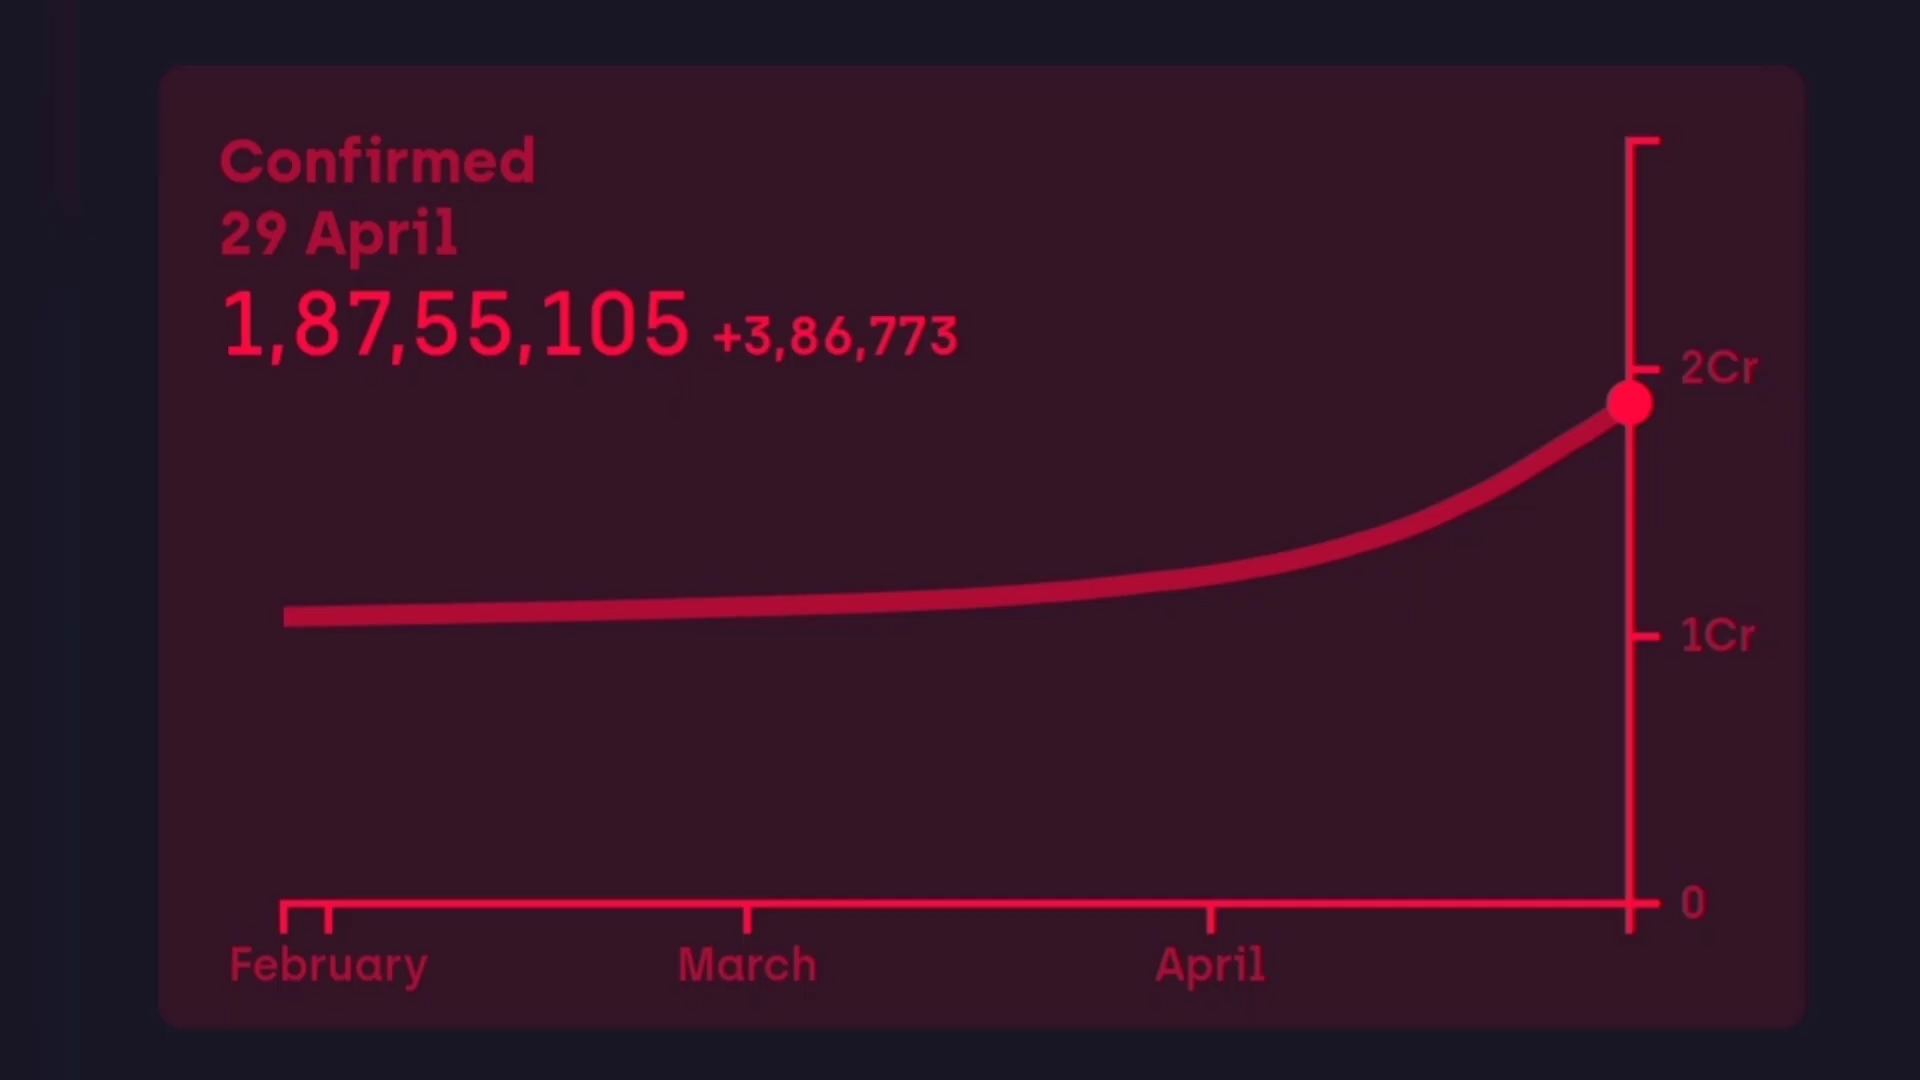 Confirmed
29 April
1,87,55,105 +3,86,773
2Cr
1Cr
0
February March April